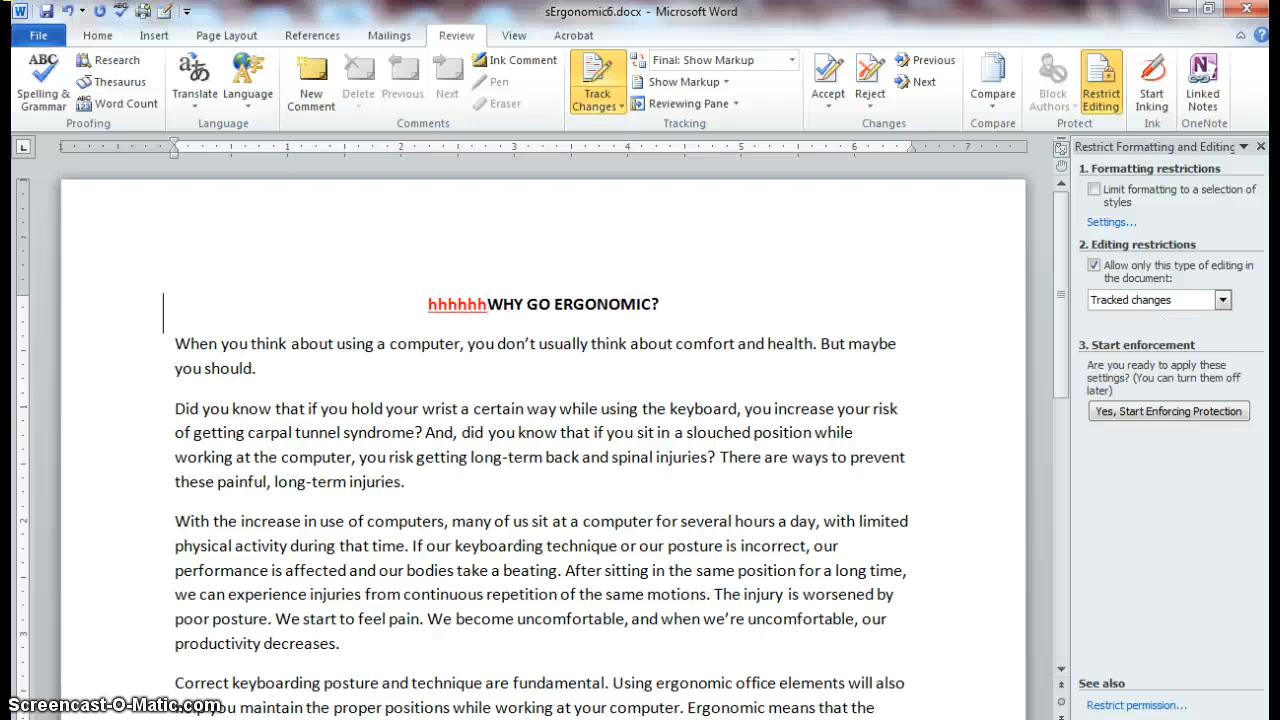 sErgonomic6.docx - Microsoft Word
File Home Insert Page Layout References Mailings Review View Acrobat
ABC Research Ink Comment Final: Show Markup Previous
Thesaurus Pen Show Markup Next
Spelling & Grammar Word Count Translate Language New Comment Delete Previous Next Eraser Track Changes Reviewing Pane Accept Reject Compare Block Authors Restrict Editing Start Inking Linked Notes
Proofing Language Comments Tracking Changes Compare Protect Ink OneNote
1 1 2 3 4 5 6 7
Restrict Formatting and Editing
1. Formatting restrictions
Limit formatting to a selection of
styles
Settings...
2. Editing restrictions
Allow only this type of editing in
the document:
Tracked changes
3. Start enforcement
Are you ready to apply these
settings? (You can turn them off
later)
Yes, Start Enforcing Protection
See also
Restrict permission...
hhhhhhWHY GO ERGONOMIC?
When you think about using a computer, you don't usually think about comfort and health. But maybe
you should.
Did you know that if you hold your wrist a certain way while using the keyboard, you increase your risk
of getting carpal tunnel syndrome? And, did you know that if you sit in a slouched position while
working at the computer, you risk getting long-term back and spinal injuries? There are ways to prevent
these painful, long-term injuries.
With the increase in use of computers, many of us sit at a computer for several hours a day, with limited
physical activity during that time. If our keyboarding technique or our posture is incorrect, our
performance is affected and our bodies take a beating. After sitting in the same position for a long time,
we can experience injuries from continuous repetition of the same motions. The injury is worsened by
poor posture. We start to feel pain. We become uncomfortable, and when we're uncomfortable, our
productivity decreases.
Correct keyboarding posture and technique are fundamental. Using ergonomic office elements will also
you maintain the proper positions while working at your computer. Ergonomic means that the
Screencast-O-Matic.com